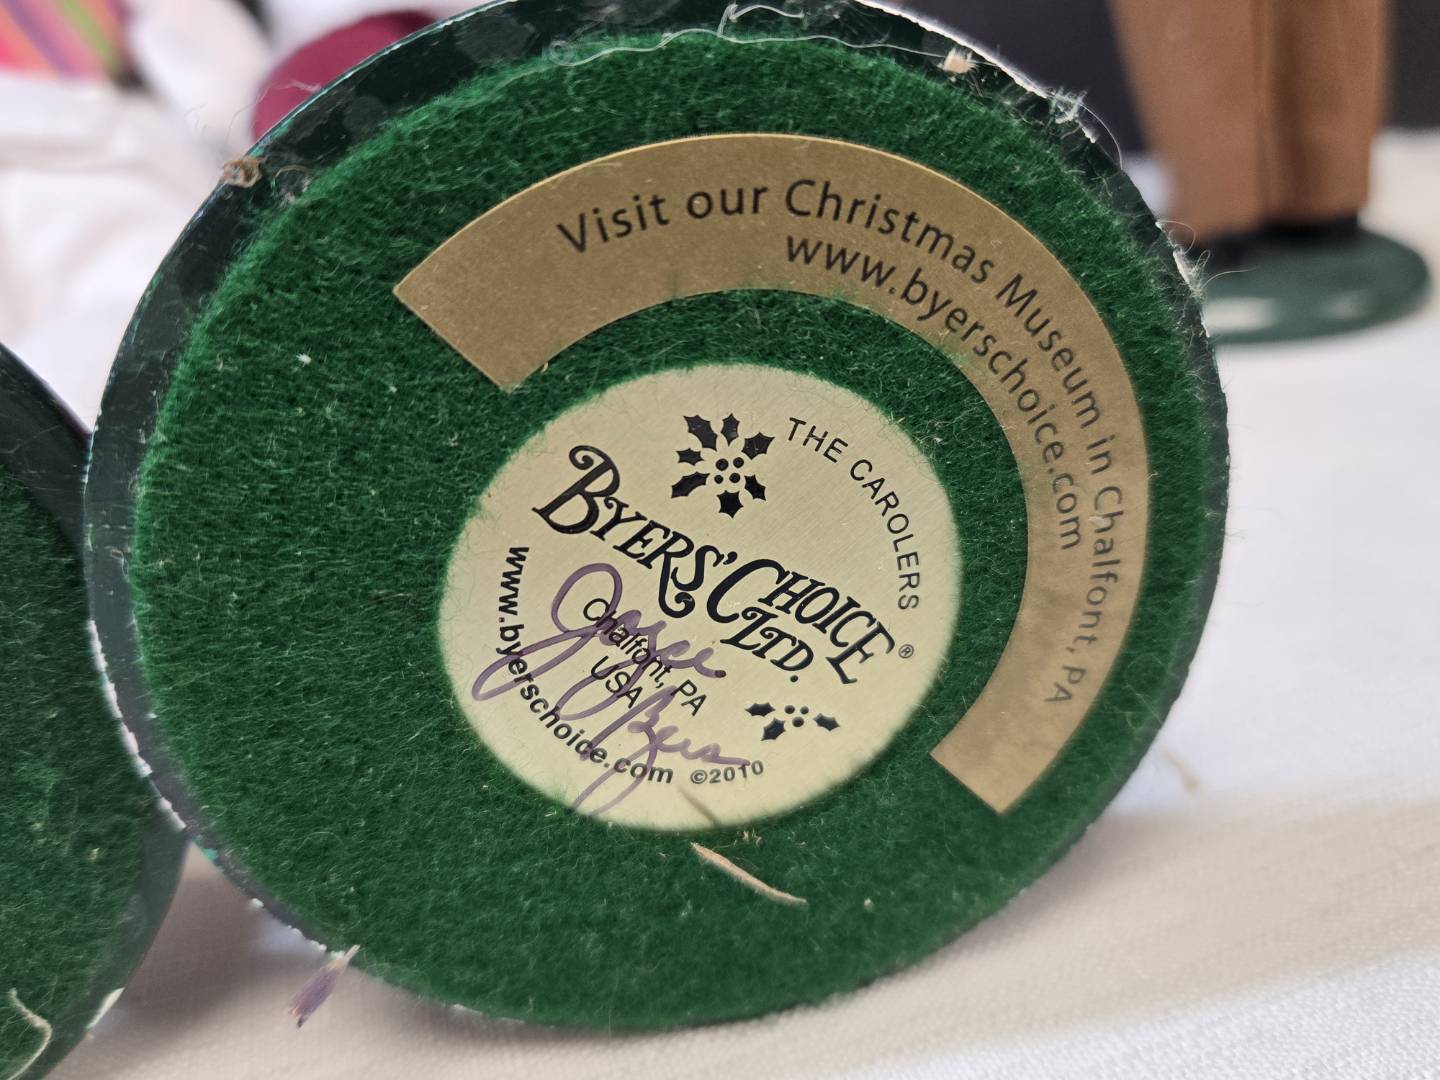 Visit our Christmas Museum in Chalfont, PA
www.byerschoice.com
THE CAROLERS
BYERS' CHOICE
LTD.®
Chalfont, PA
USA
www.byerschoice.com ©2010
Joyce Byers